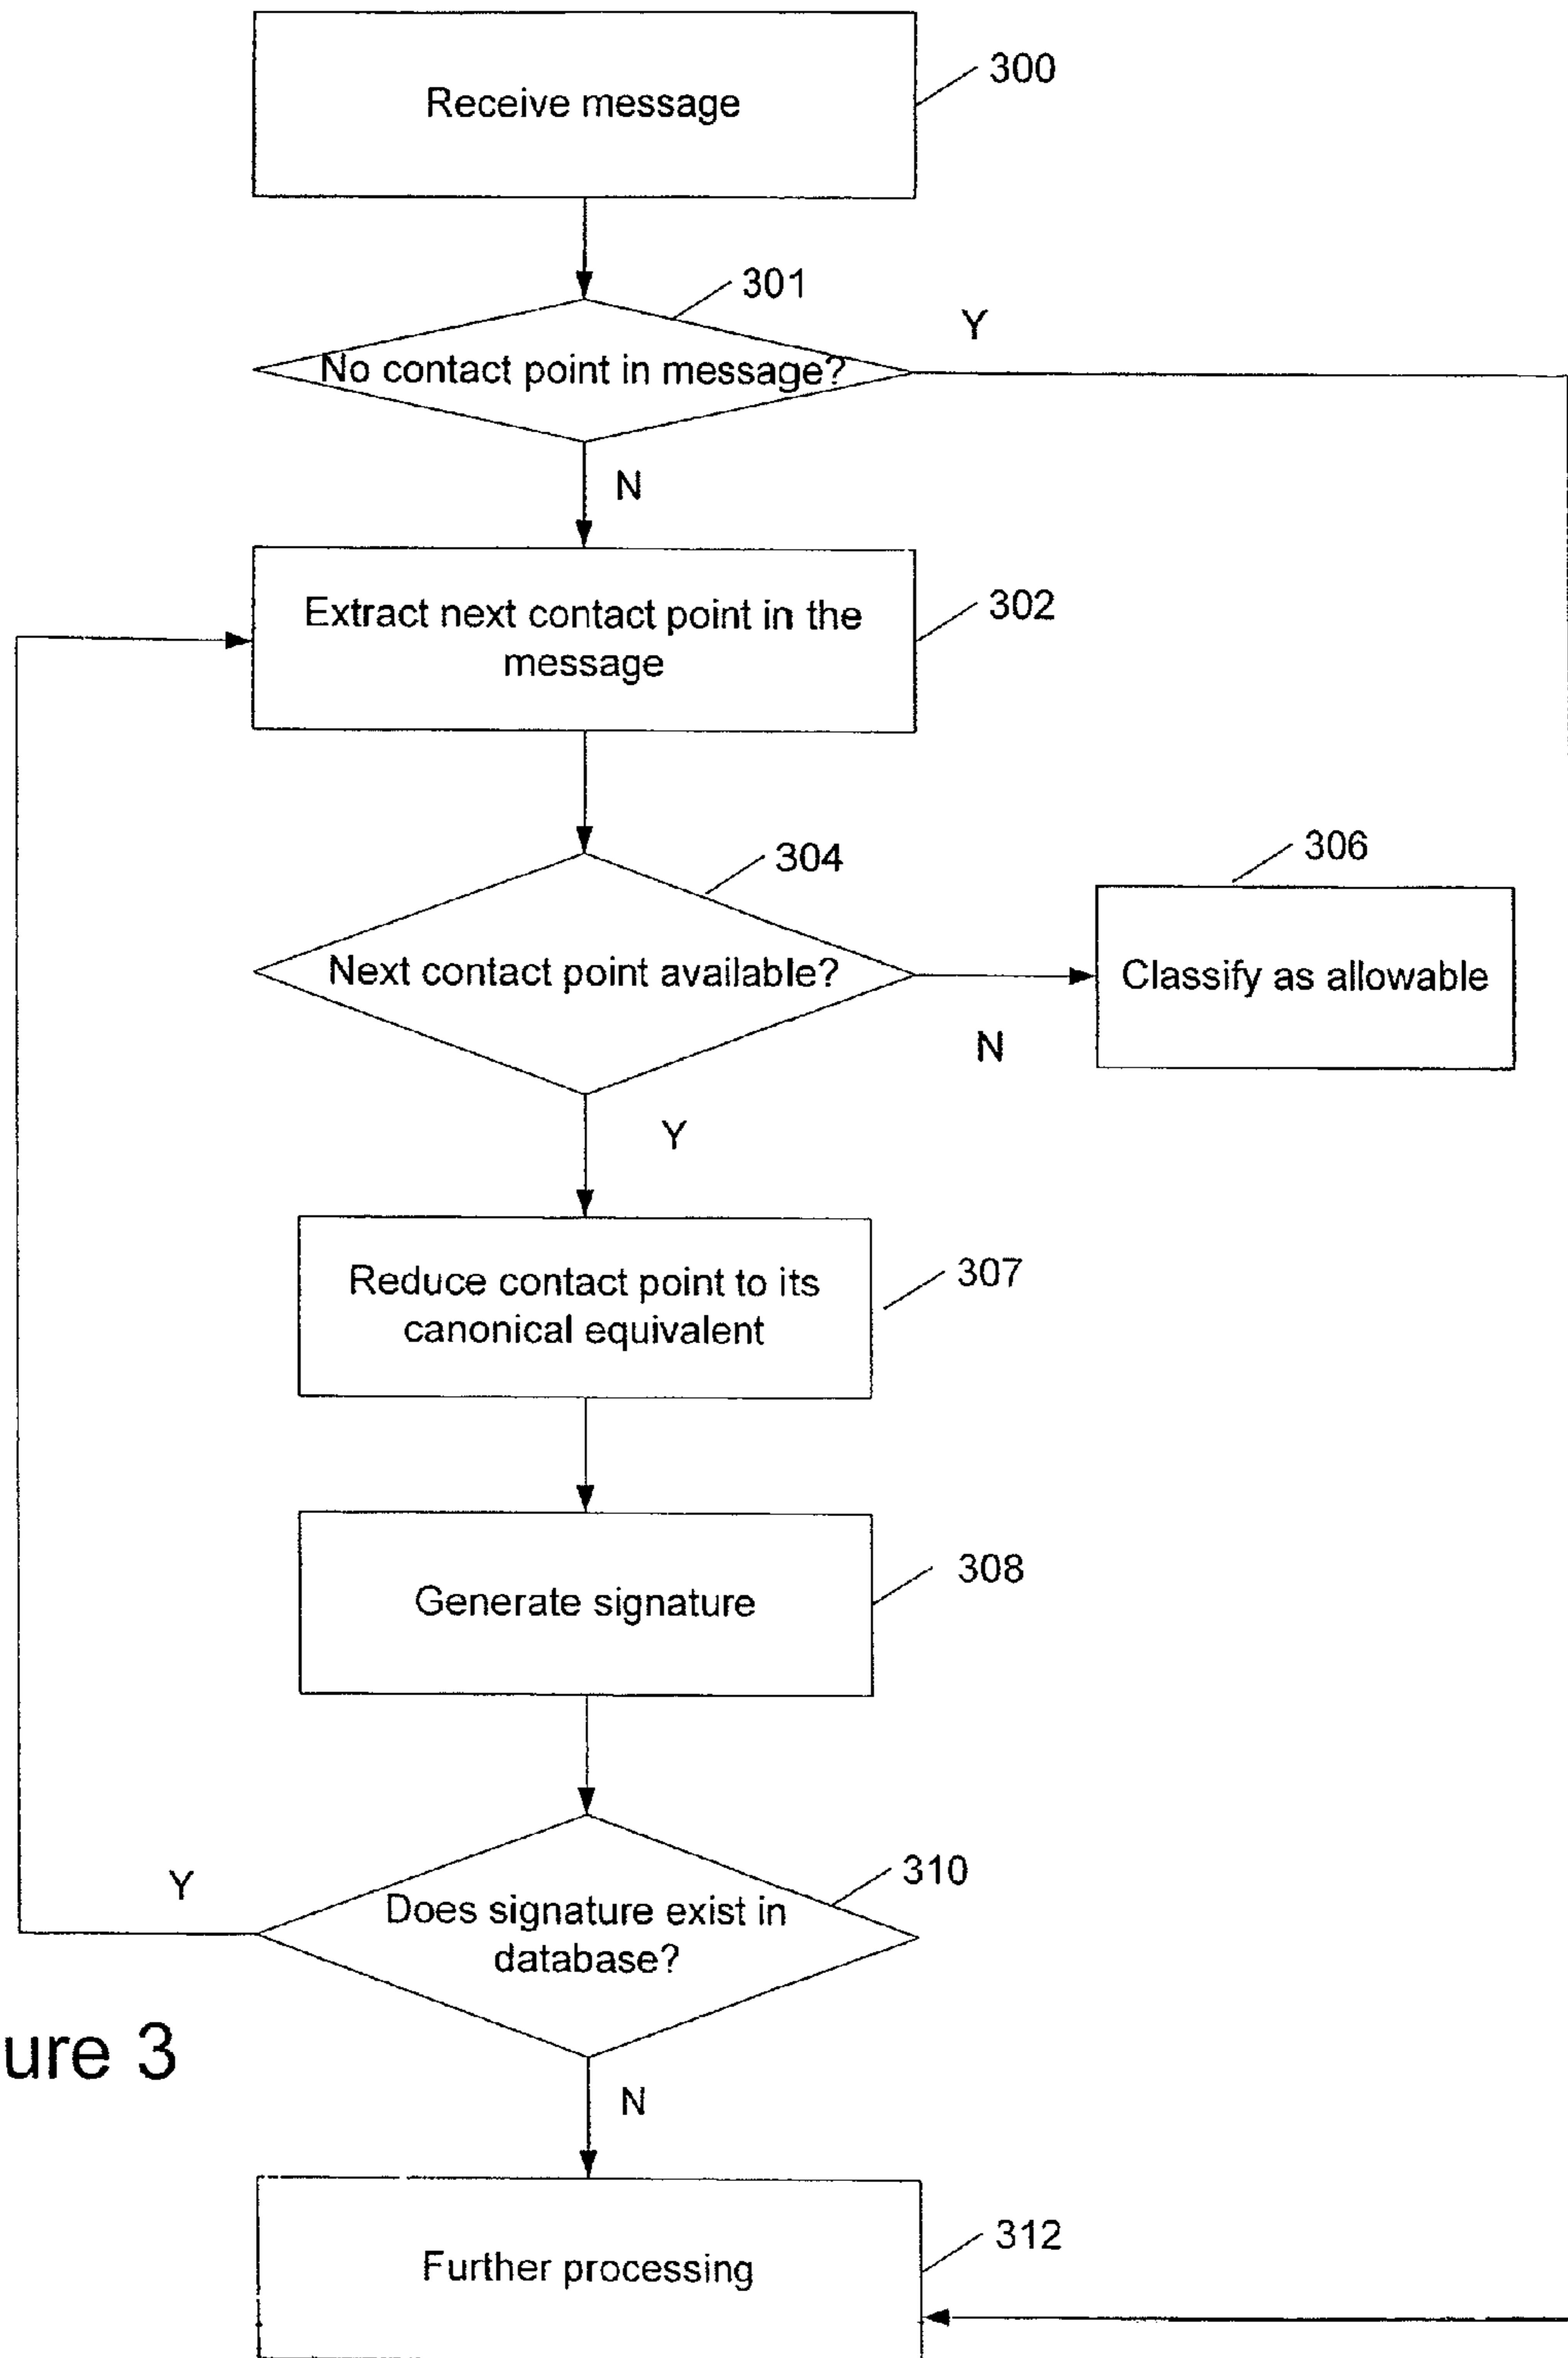 Receive message
300
301
No contact point in message?
Y
N
Extract next contact point in the
message
302
304
Next contact point available?
N
306
Classify as allowable
Y
Reduce contact point to its
canonical equivalent
307
Generate signature
308
Y
310
Does signature exist in
database?
ure 3
N
Further processing
312